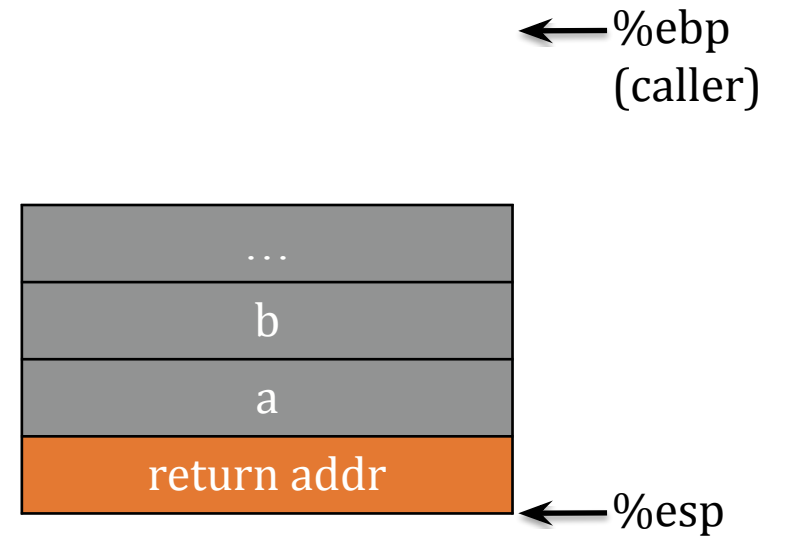 %ebp
(caller)
…
b
a
return addr
%esp